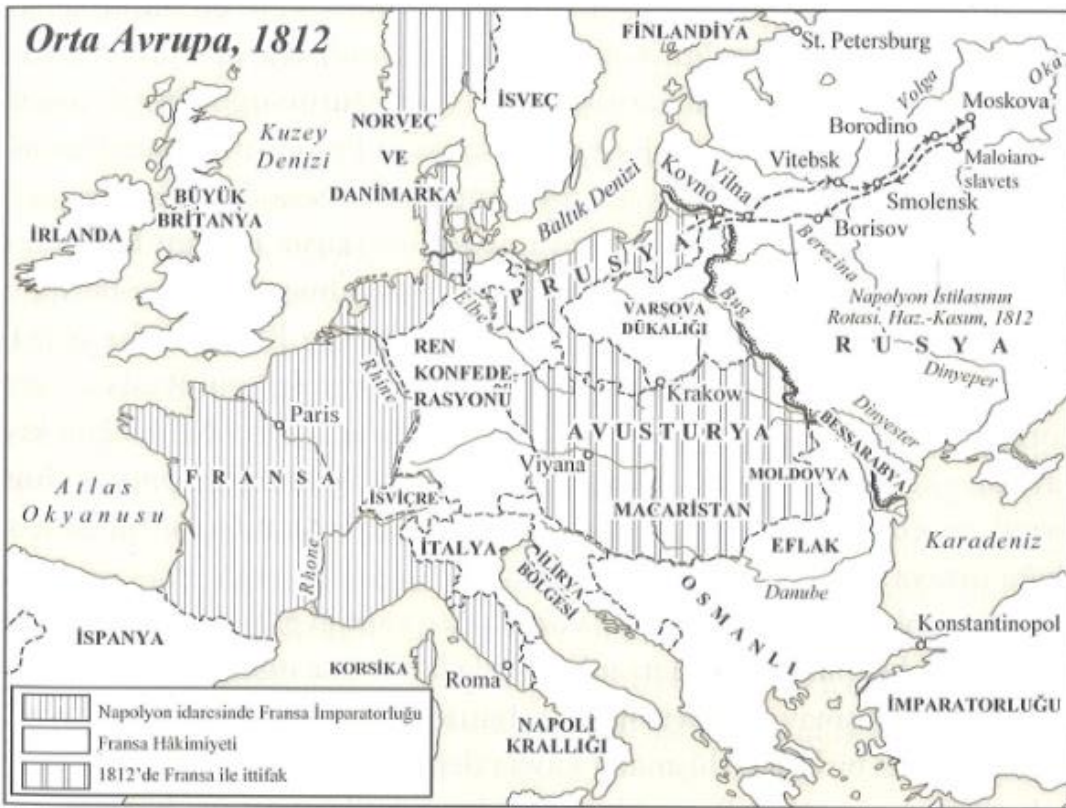 Orta Avrupa, 1812
FİNLANDİYA
St. Petersburg
Oka
Volga
Moskova
İSVEÇ
Kuzey
Denizi
NORVEÇ
VE
DANİMARKA
Borodino
Vitebsk
Maloiaro-
slavets
Vilna
Kovno
Smolensk
Baltık Denizi
BÜYÜK
BRİTANYA
İRLANDA
Borisov
Berezina
PRUSYA
Elbe
Bug
VARŞOVA
DÜKALIĞI
Napolyon İstilasının
Rotası. Haz.-Kasım, 1812
RUSYA
REN
KONFEDE-
RASYONU
Rhine
Dinyeper
Krakow
Paris
Dinyester
BESSARABYA
AVUSTURYA
Viyana
MOLDOVYA
FRANSA
Atlas
Okyanusu
İSVİÇRE
MACARİSTAN
İTALYA
EFLAK
Karadeniz
Rhone
İLİRYA
BÖLGESİ
Danube
OSMANLI
Konstantinopol
İSPANYA
KORSİKA
Roma
İMPARATORLUĞU
NAPOLİ
KRALLIĞI
Napolyon idaresinde Fransa İmparatorluğu
Fransa Hâkimiyeti
1812'de Fransa ile ittifak